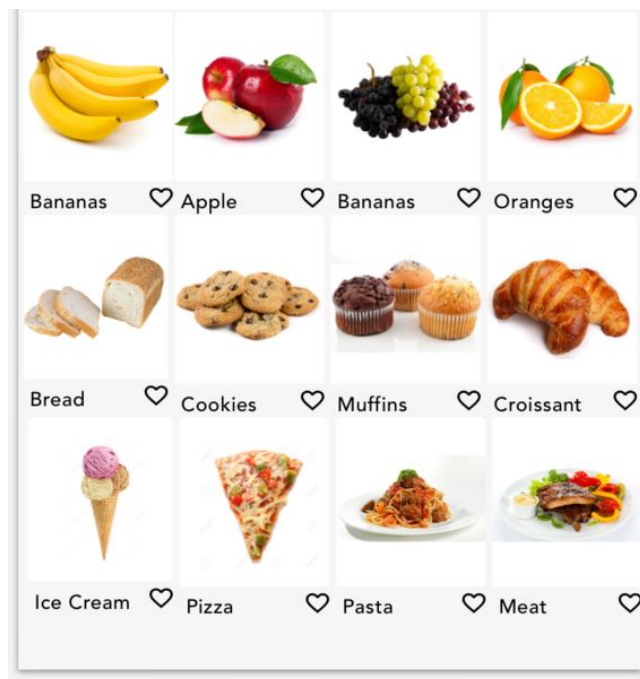 Bananas
Apple
Bananas
Oranges
Bread
Cookies
Muffins
Croissant
Ice Cream
Pizza
Pasta
Meat